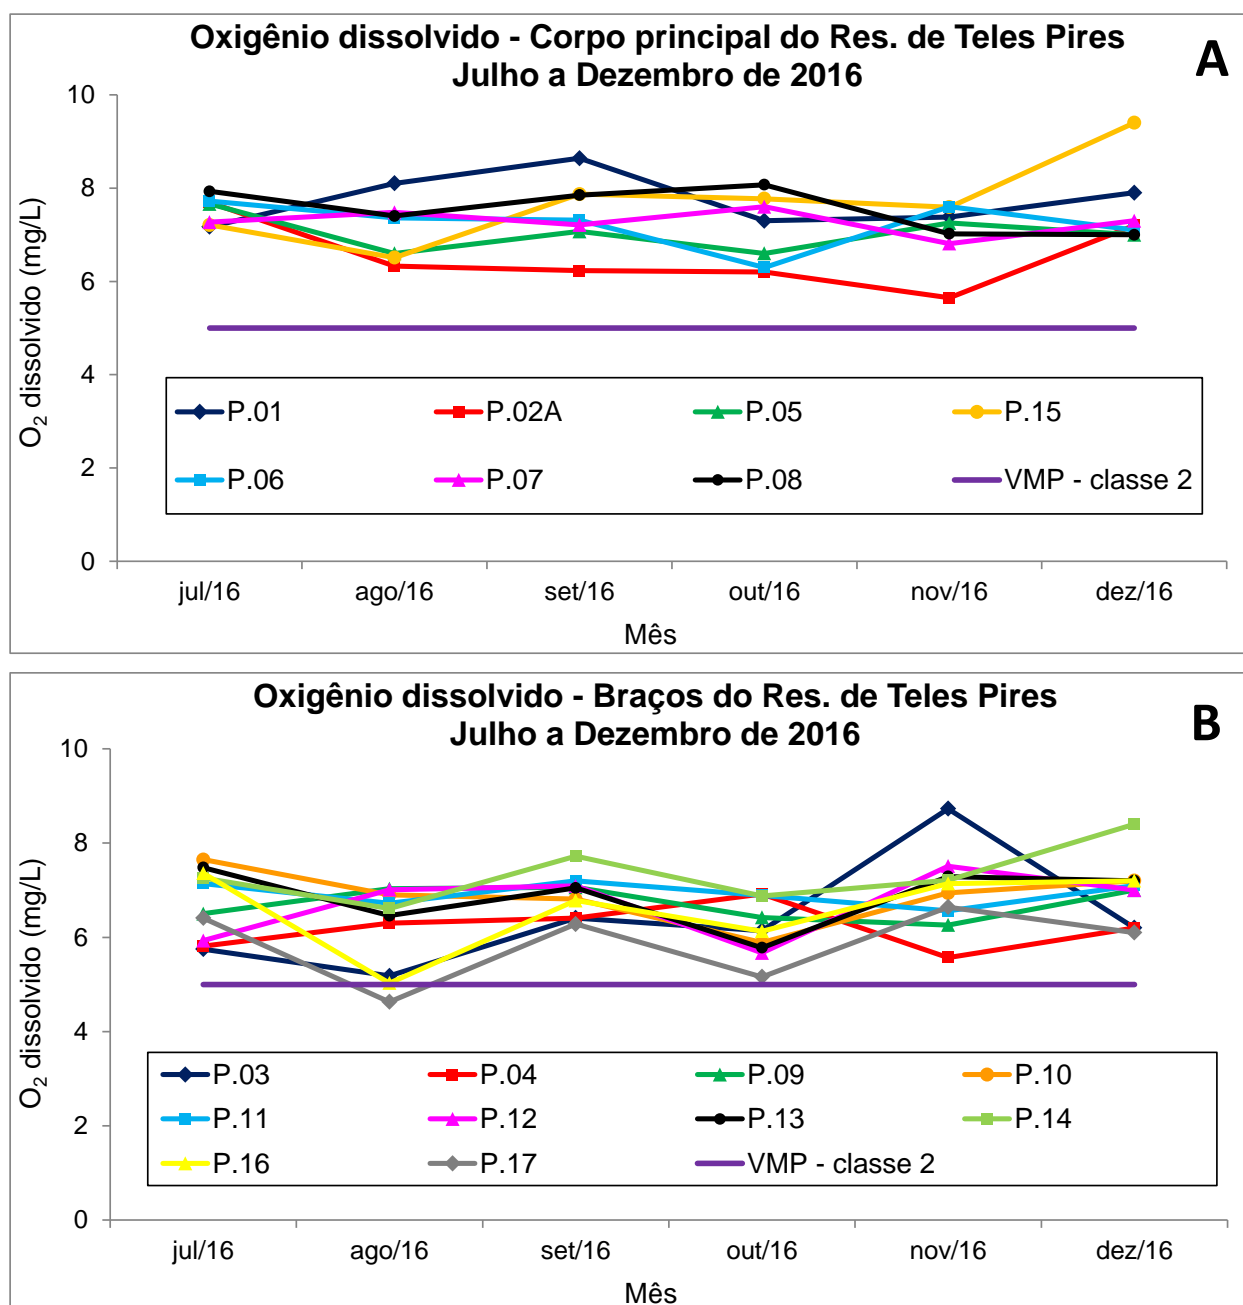 Oxigênio dissolvido - Corpo principal do Res. de Teles Pires
Julho a Dezembro de 2016
A
O2 dissolvido (mg/L)
10
8
6
4
2
0
P.01 P.02A P.05 P.15
P.06 P.07 P.08 VMP - classe 2
jul/16 ago/16 set/16 out/16 nov/16 dez/16
Mês
Oxigênio dissolvido - Braços do Res. de Teles Pires
Julho a Dezembro de 2016
B
O2 dissolvido (mg/L)
10
8
6
4
2
0
P.03 P.04 P.09 P.10
P.11 P.12 P.13 P.14
P.16 P.17 VMP - classe 2
jul/16 ago/16 set/16 out/16 nov/16 dez/16
Mês